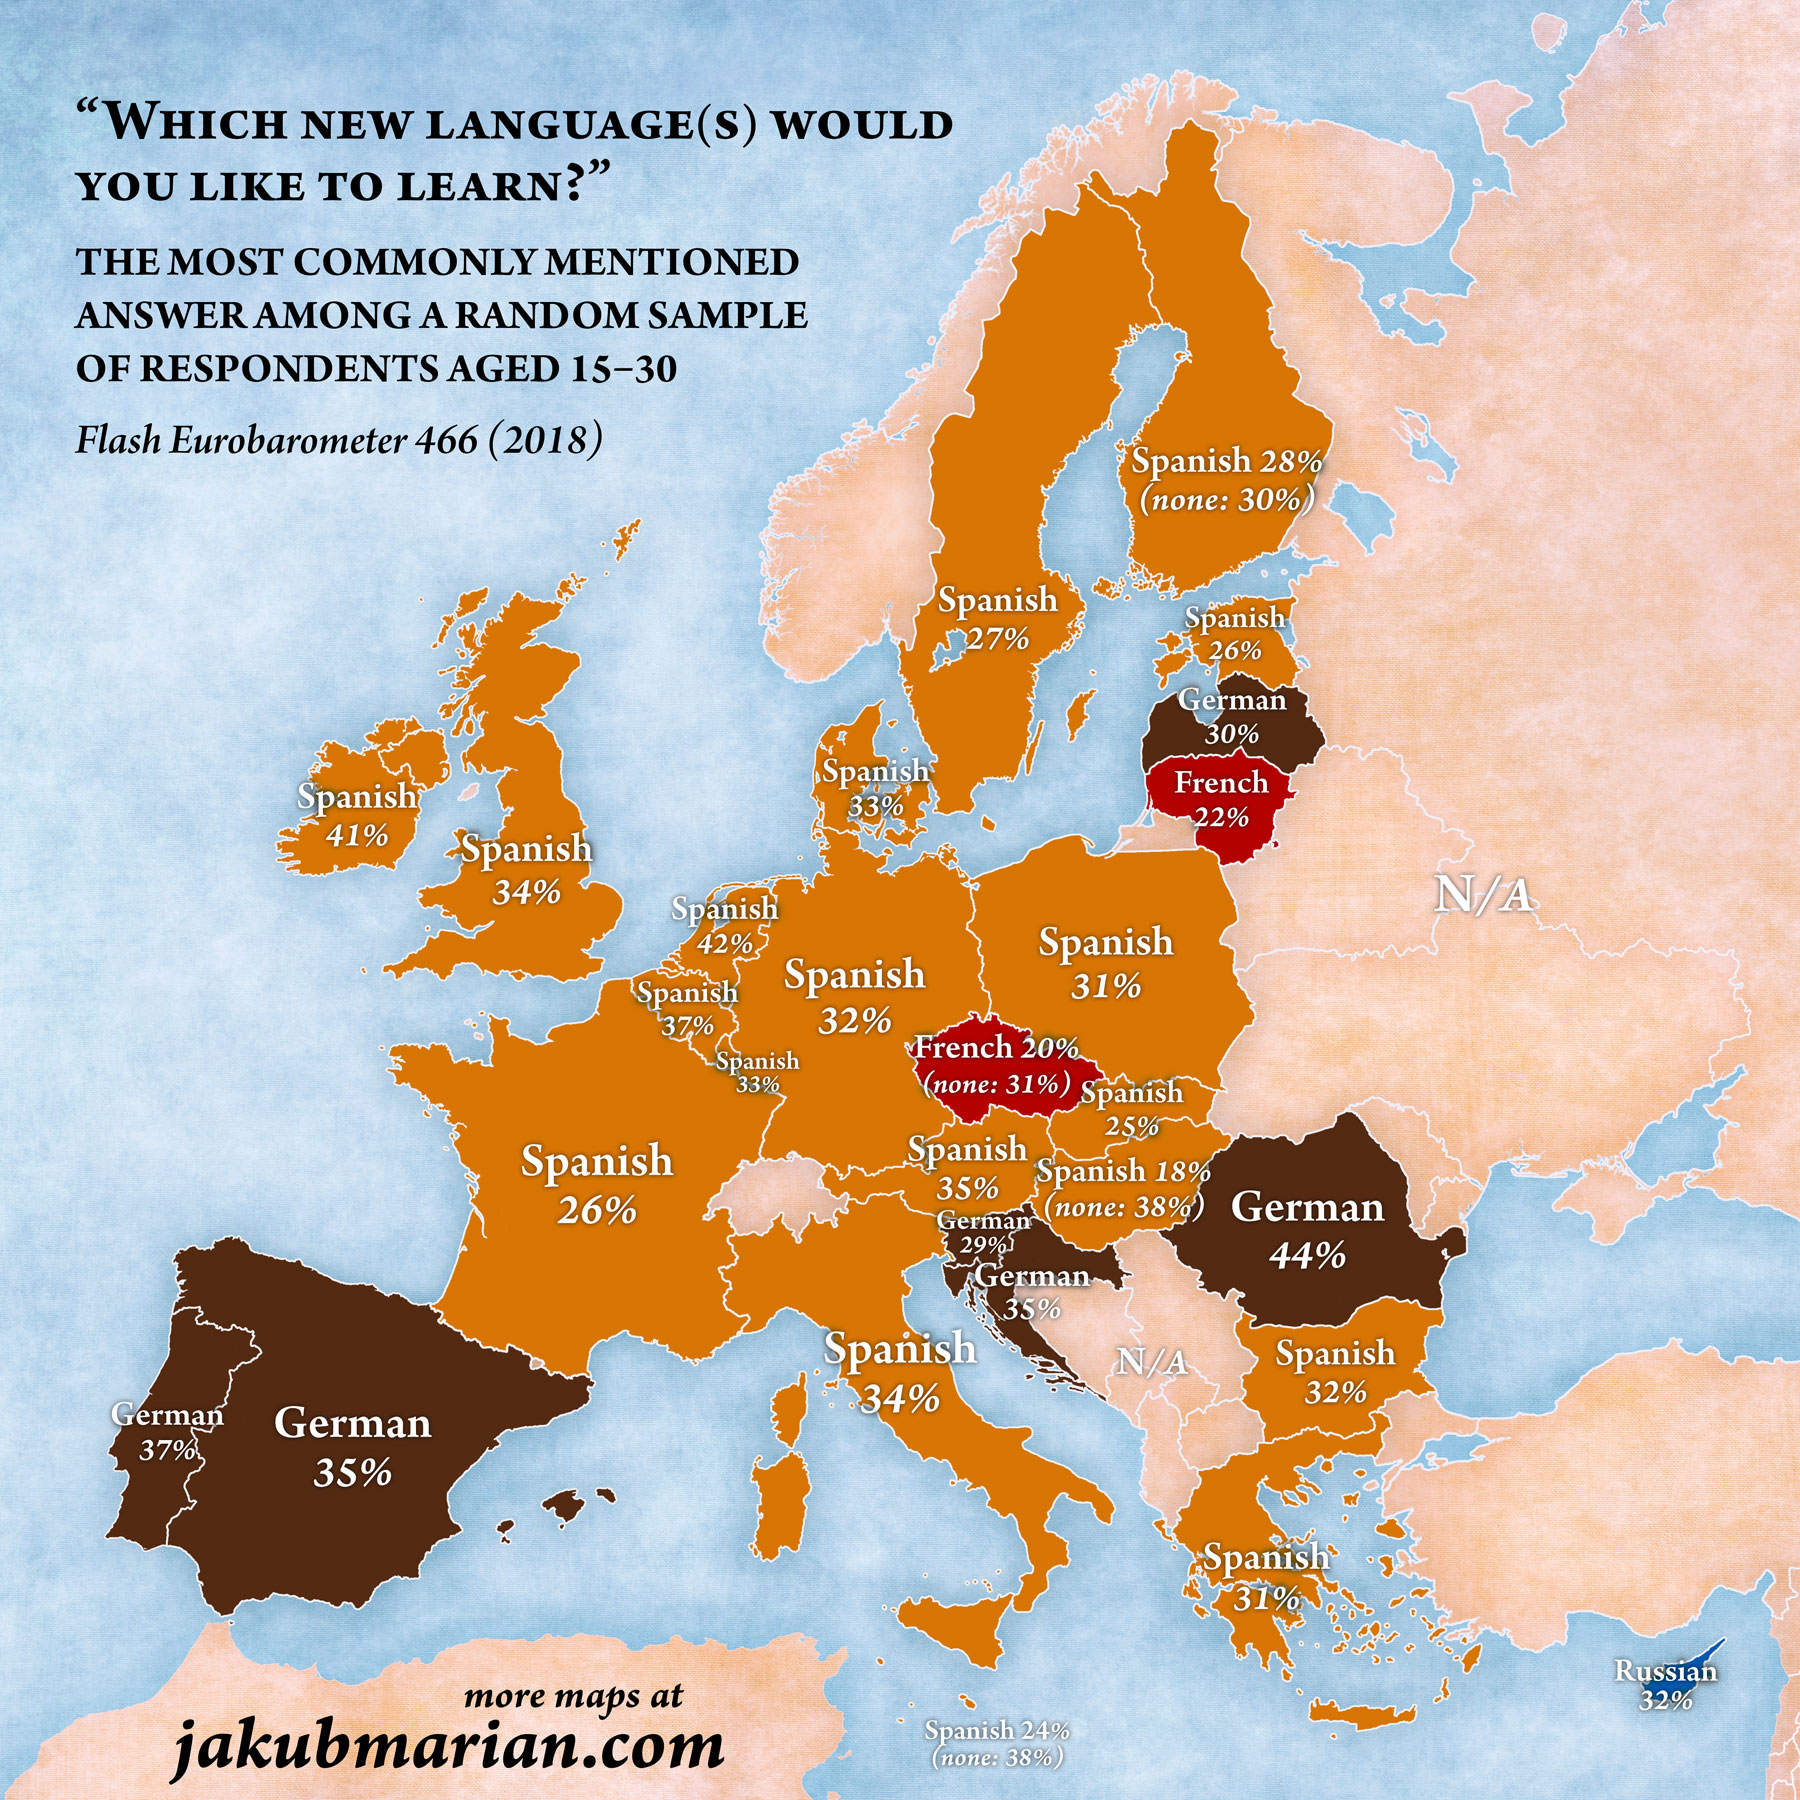 “Which new language(s) would
you like to learn?”
THE MOST COMMONLY MENTIONED
ANSWER AMONG A RANDOM SAMPLE
OF RESPONDENTS AGED 15–30
Flash Eurobarometer 466 (2018)
Spanish 28%
(none: 30%)
Spanish
27%
Spanish
26%
German
30%
French
22%
Spanish
33%
Spanish
41%
Spanish
34%
N/A
Spanish
42%
Spanish
31%
Spanish
32%
Spanish
37%
Spanish
33%
French 20%
(none: 31%)
Spanish
25%
Spanish
35%
Spanish 18%
(none: 38%)
Spanish
26%
German
44%
German
29%
German
35%
Spanish
34%
N/A
Spanish
32%
German
37%
German
35%
Spanish
31%
Russian
32%
Spanish 24%
(none: 38%)
more maps at
jakubmarian.com